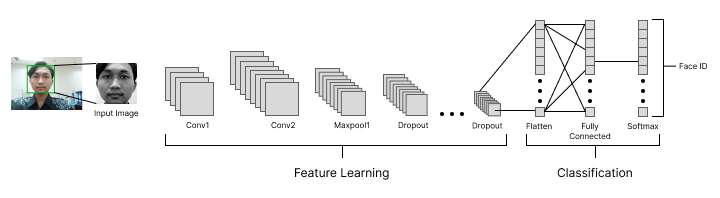 Face ID
Input Image
Conv1
Conv2
Maxpool1
Dropout
Dropout
Flatten
Fully
Connected
Softmax
Feature Learning
Classification